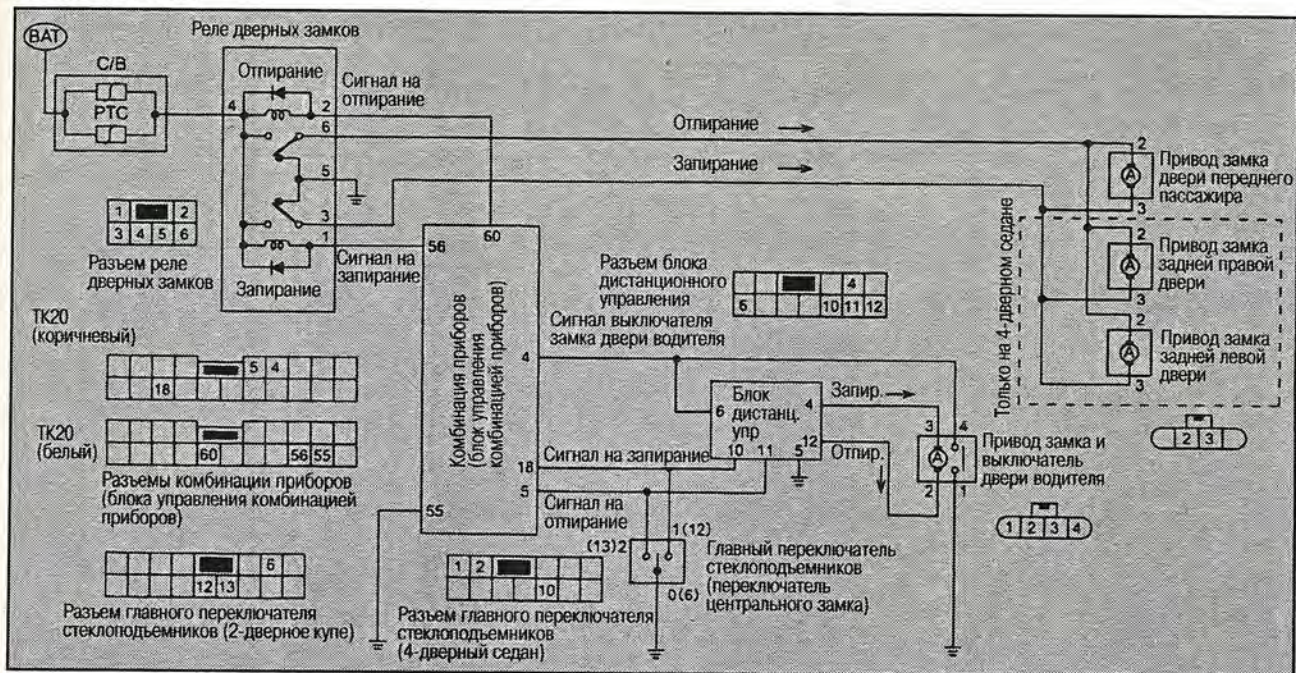 BAT
Реле дверных замков
С/В
РТС
Отпирание
Сигнал на
отпирание
4
2
6
5
3
1
Запирание
Сигнал на
запирание
Отпирание
Запирание
1 2
3 4 5 6
Разъем реле
дверных замков
ТК20
(коричневый)
5 4
18
ТК20
(белый)
60 56 55
Разъемы комбинации приборов
(блока управления комбинацией
приборов)
6
12 13
Разъем главного переключателя
стеклоподъемников (2-дверное купе)
56
60
4
18
5
55
Комбинация приборов
(блок управления
комбинацией приборов)
Разъем блока
дистанционного
управления
4
6 10 11 12
Сигнал выключателя
замка двери водителя
Блок
дистанц.
упр
6
4
12
10 11 5
Запир.
Отпир.
Сигнал на запирание
Сигнал на
отпирание
(13)2
1(12)
0(6)
Главный переключатель
стеклоподъемников
(переключатель
центрального замка)
1 2
10
Разъем главного переключателя
стеклоподъемников
(4-дверный седан)
2
A
3
Привод замка
двери переднего
пассажира
Только на 4-дверном седане
2
A
3
Привод замка
задней правой
двери
2
A
3
Привод замка
задней левой
двери
2 3
3 4
A
2 1
Привод замка и
выключатель
двери водителя
1 2 3 4